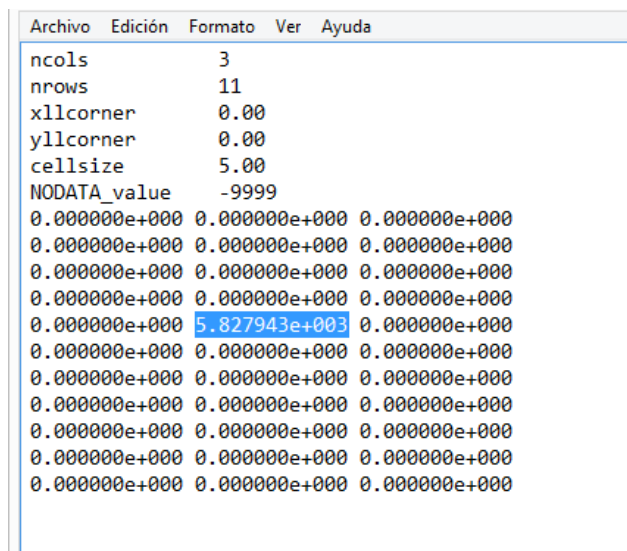 Archivo Edición Formato Ver Ayuda
ncols 3
nrows 11
xllcorner 0.00
yllcorner 0.00
cellsize 5.00
NODATA_value -9999
0.000000e+000 0.000000e+000 0.000000e+000
0.000000e+000 0.000000e+000 0.000000e+000
0.000000e+000 0.000000e+000 0.000000e+000
0.000000e+000 0.000000e+000 0.000000e+000
0.000000e+000 5.827943e+003 0.000000e+000
0.000000e+000 0.000000e+000 0.000000e+000
0.000000e+000 0.000000e+000 0.000000e+000
0.000000e+000 0.000000e+000 0.000000e+000
0.000000e+000 0.000000e+000 0.000000e+000
0.000000e+000 0.000000e+000 0.000000e+000
0.000000e+000 0.000000e+000 0.000000e+000